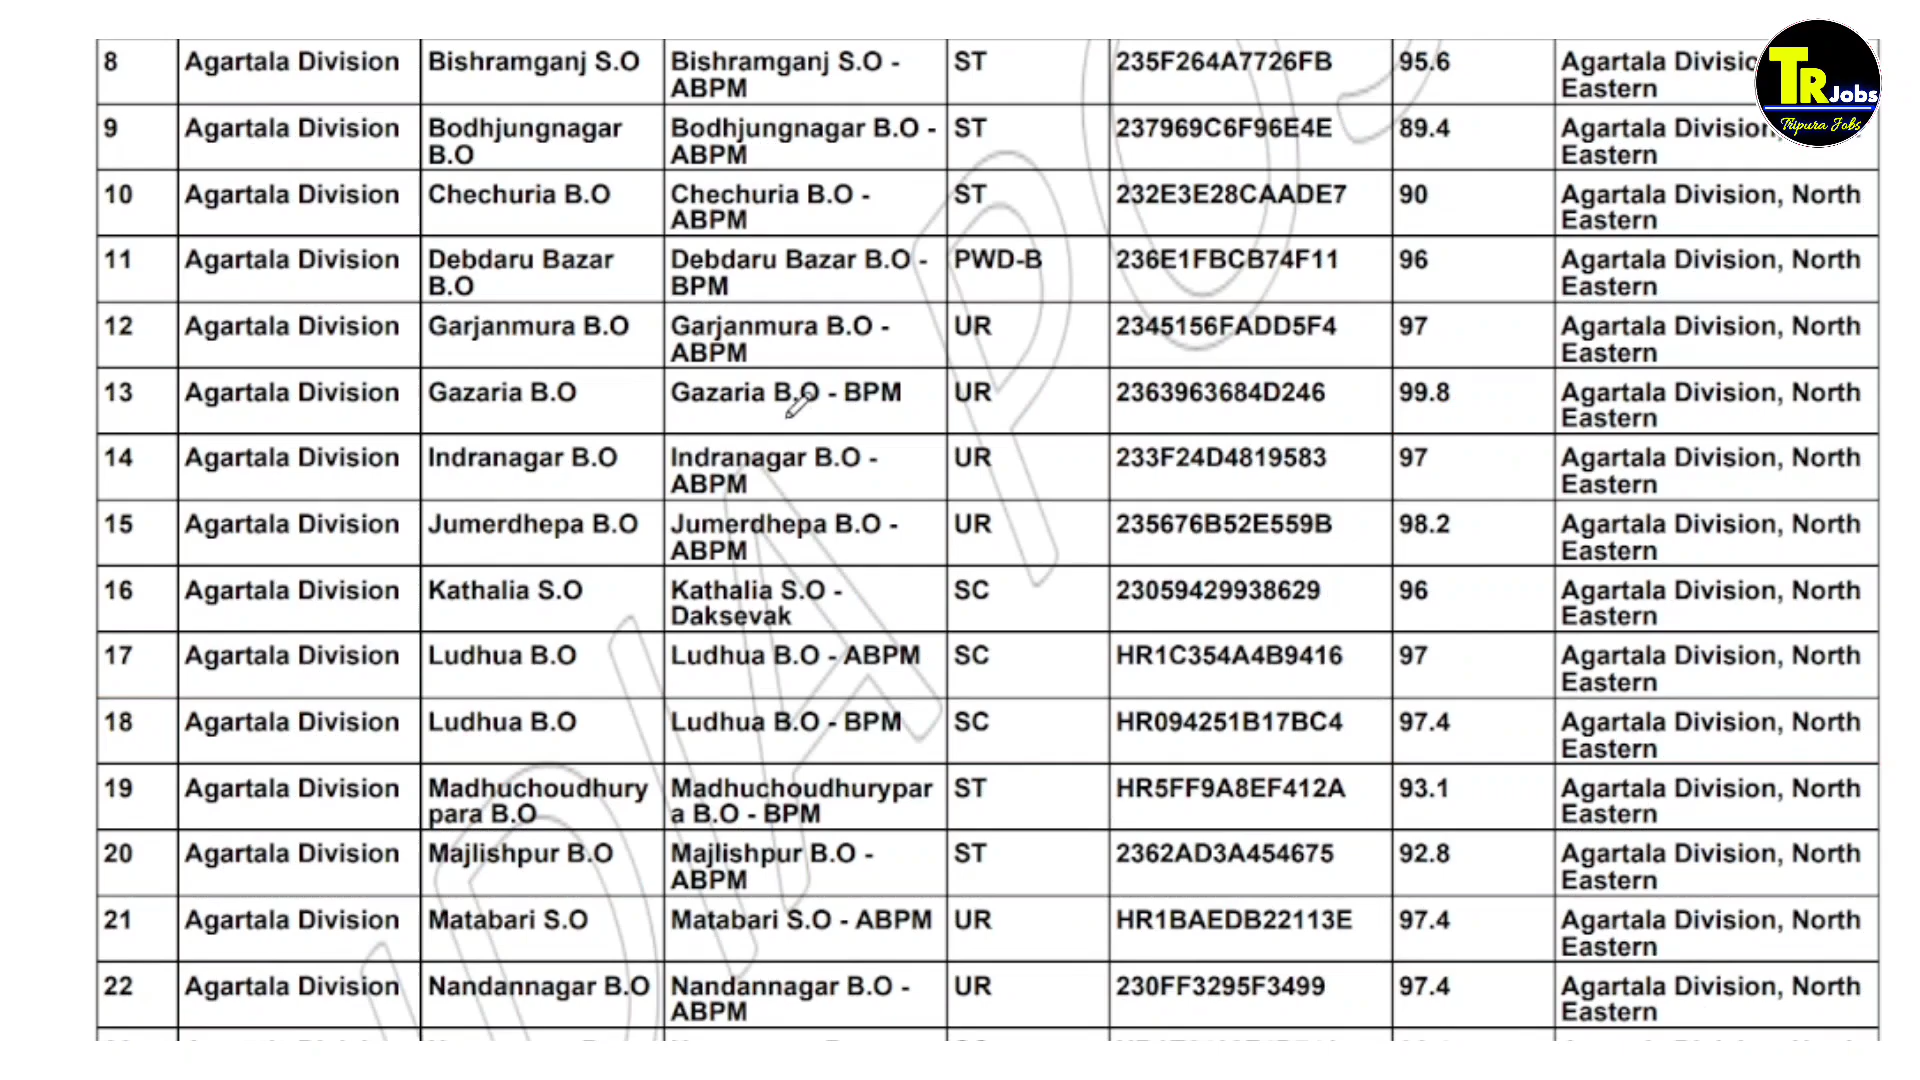 8 Agartala Division Bishramganj S.O Bishramganj S.O - ST 235F264A7726FB 95.6 Agartala
ABPM Eastern
9 Agartala Division Bodhjungnagar Bodhjungnagar B.O - ST 237969C6F96E4E 89.4 Agartala Division
B.O ABPM Eastern
10 Agartala Division Chechuria B.O Chechuria B.O - ST 232E3E28CAADE7 90 Agartala Division, North
ABPM Eastern
11 Agartala Division Debdaru Bazar Debdaru Bazar B.O - PWD-B 236E1FBCB74F11 96 Agartala Division, North
B.O BPM Eastern
12 Agartala Division Garjanmura B.O Garjanmura B.O - UR 2345156FADD5F4 97 Agartala Division, North
ABPM Eastern
13 Agartala Division Gazaria B.O Gazaria B.O - BPM UR 2363963684D246 99.8 Agartala Division, North
Eastern
14 Agartala Division Indranagar B.O Indranagar B.O - UR 233F24D4819583 97 Agartala Division, North
ABPM Eastern
15 Agartala Division Jumerdhepa B.O Jumerdhepa B.O - UR 235676B52E559B 98.2 Agartala Division, North
ABPM Eastern
16 Agartala Division Kathalia S.O Kathalia S.O - SC 23059429938629 96 Agartala Division, North
Daksevak Eastern
17 Agartala Division Ludhua B.O Ludhua B.O - ABPM SC HR1C354A4B9416 97 Agartala Division, North
Eastern
18 Agartala Division Ludhua B.O Ludhua B.O - BPM SC HR094251B17BC4 97.4 Agartala Division, North
Eastern
19 Agartala Division Madhuchoudhury Madhuchoudhurypar ST HR5FF9A8EF412A 93.1 Agartala Division, North
para B.O a B.O - BPM Eastern
20 Agartala Division Majlishpur B.O Majlishpur B.O - ST 2362AD3A454675 92.8 Agartala Division, North
ABPM Eastern
21 Agartala Division Matabari S.O Matabari S.O - ABPM UR HR1BAEDB22113E 97.4 Agartala Division, North
Eastern
22 Agartala Division Nandannagar B.O Nandannagar B.O - UR 230FF3295F3499 97.4 Agartala Division, North
ABPM Eastern
TR Jobs
Tripura Jobs